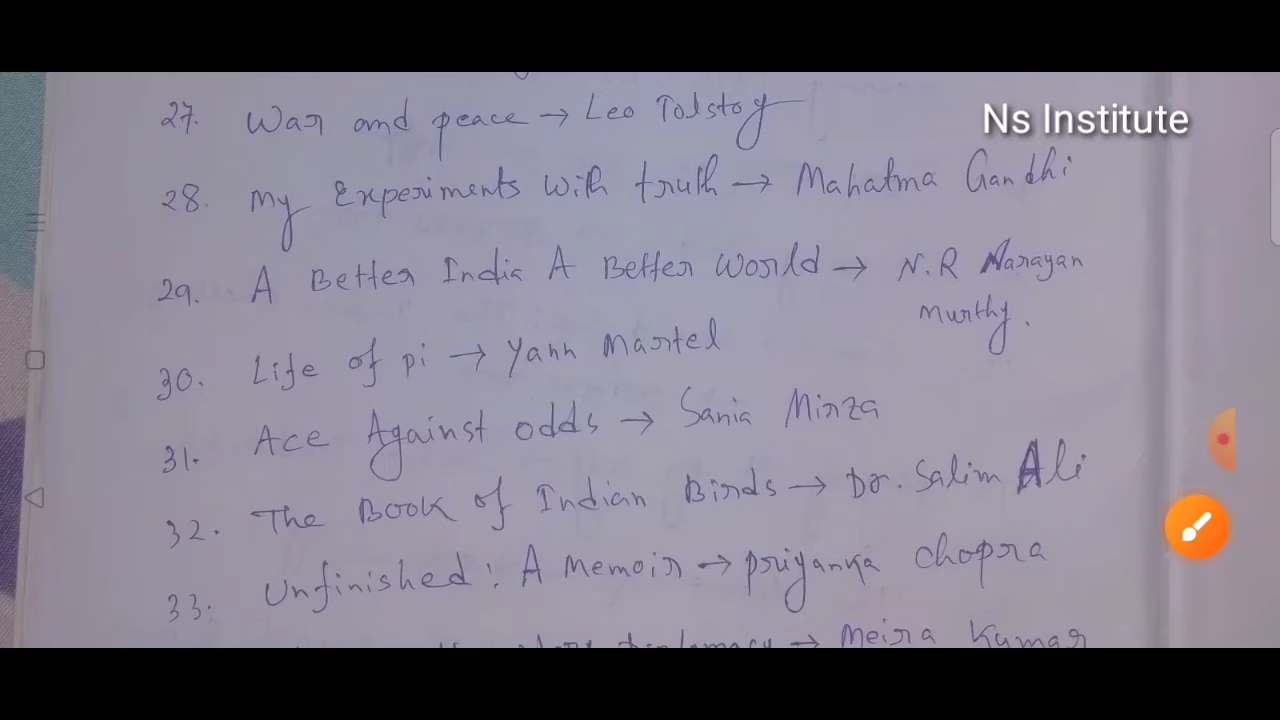 Ns Institute
27. War and peace → Leo Tolstoy
28. My Experiments with truth → Mahatma Gandhi
29. A Better India A Better World → N.R Narayan
Murthy.
30. Life of pi → Yann Martel
31. Ace Against odds → Sania Mirza
32. The Book of Indian Birds → Dr. Salim Ali
33. Unfinished: A Memoir → priyanka chopra
→ Meira Kumar